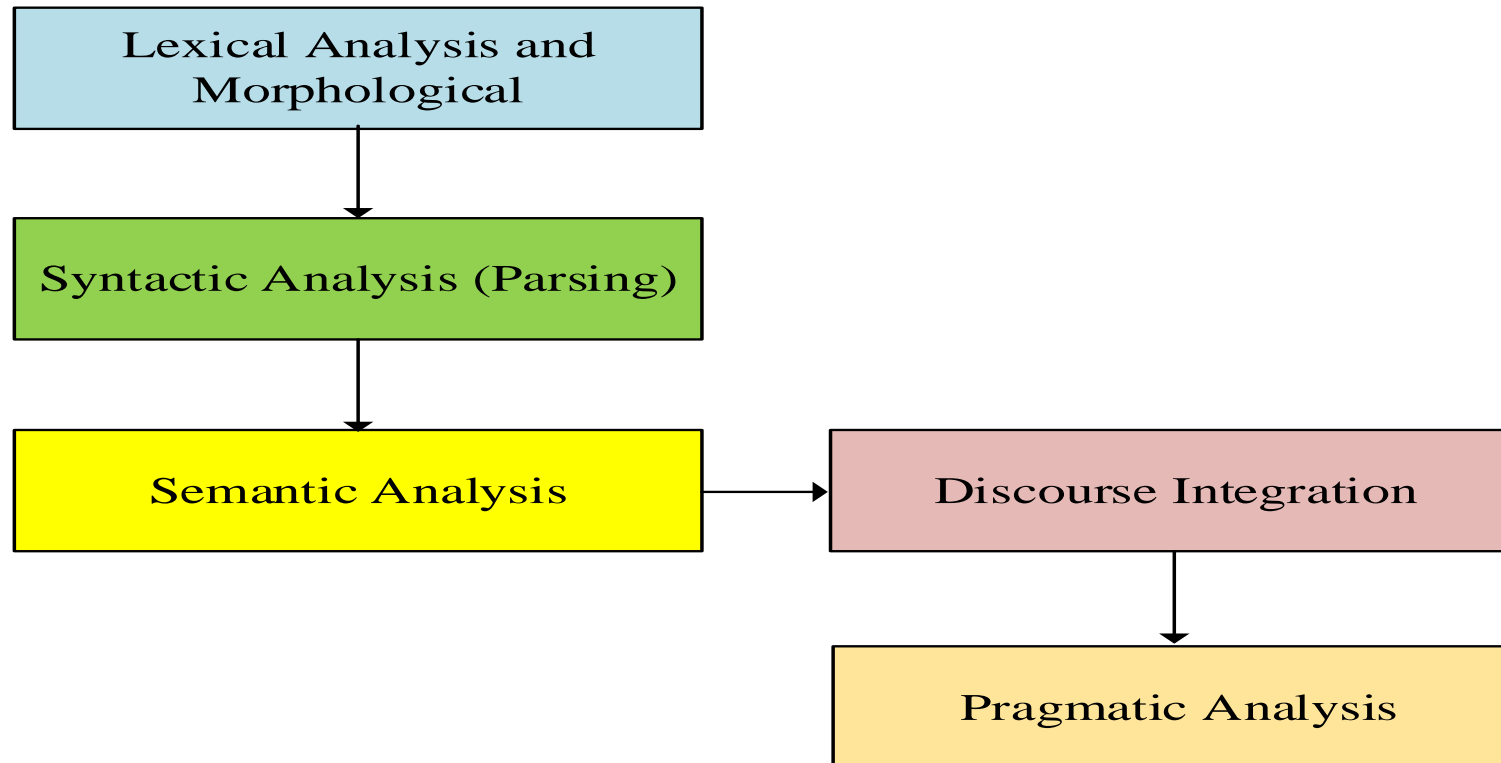 Lexical Analysis and
Morphological
Syntactic Analysis (Parsing)
Semantic Analysis
Discourse Integration
Pragmatic Analysis